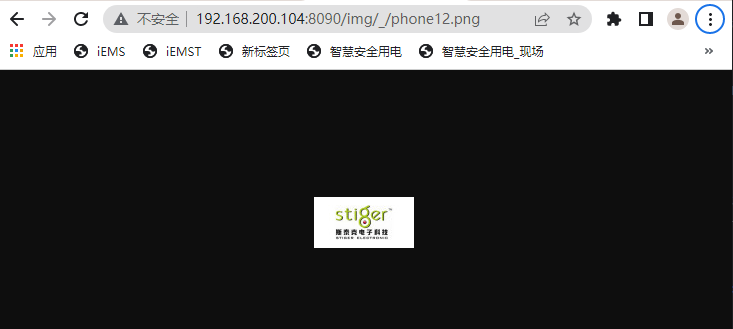 不安全 192.168.200.104:8090/img/_/phone12.png
应用 iEMS iEMST 新标签页 智慧安全用电 智慧安全用电_现场 »
stiger™
斯泰克电子科技
STIGER ELECTRONIC